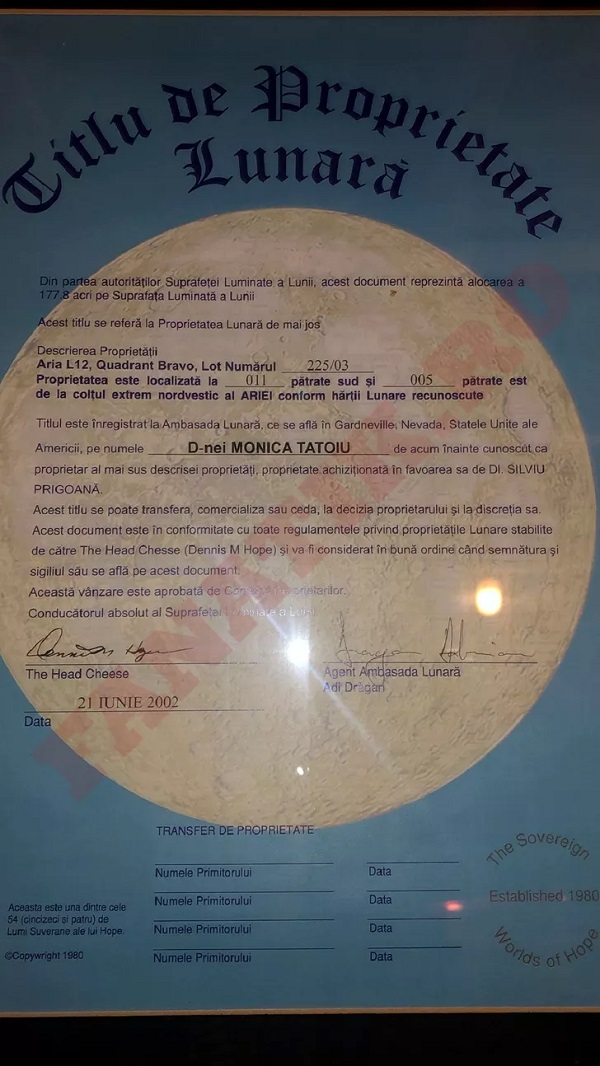 Titlu de Proprietate
Lunară
Din partea autorităților Suprafeței Luminate a Lunii, acest document reprezintă alocarea a
177,8 acri pe Suprafața Luminată a Lunii
Acest titlu se referă la Proprietatea Lunară de mai jos
Descrierea Proprietății
Aria L12, Quadrant Bravo, Lot Numărul 225/03
Proprietatea este localizată la 011 pătrate sud și 005 pătrate est
de la colțul extrem nordvestic al ARIEI conform hărții Lunare recunoscute
Titlul este înregistrat la Ambasada Lunară, ce se află în Gardneville, Nevada, Statele Unite ale
Americii, pe numele D-nei MONICA TATOIU de acum înainte cunoscut ca
proprietar al mai sus descrisei proprietăți, proprietate achiziționată în favoarea sa de Dl. SILVIU
PRIGOANĂ.
Acest titlu se poate transfera, comercializa sau ceda, la decizia proprietarului și la discreția sa.
Acest document este în conformitate cu toate regulamentele privind proprietățile Lunare stabilite
de către The Head Chesse (Dennis M Hope) și va fi considerat în bună ordine când semnătura și
sigiliul său se află pe acest document.
Această vânzare este aprobată de
Conducătorul absolut al Suprafeței Luminate a Lunii
The Head Cheese
Agent Ambasada Lunară
Adi Drăgan
21 IUNIE 2002
Data
TRANSFER DE PROPRIETATE
Numele Primitorului Data
Numele Primitorului Data
Numele Primitorului Data
Numele Primitorului Data
Aceasta este una dintre cele
54 (cincizeci și patru) de
Lumi Suverane ale lui Hope.
©Copywright 1980
The Sovereign
Established 1980
Worlds of Hope